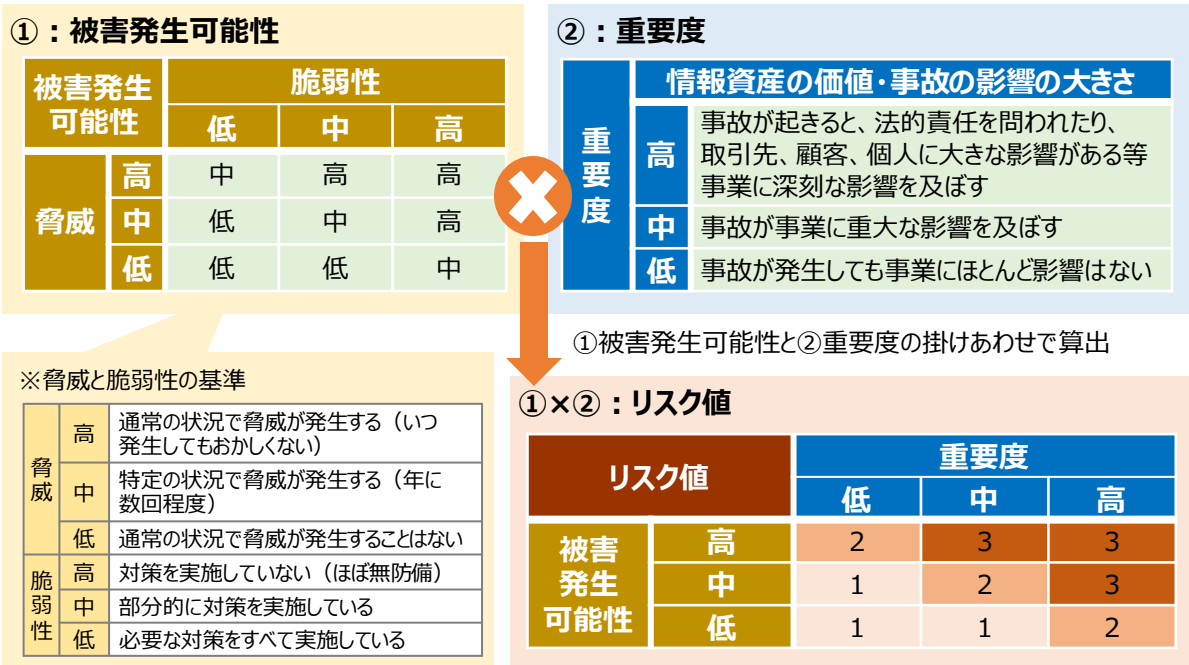 ①：被害発生可能性
被害発生
可能性
脆弱性
低 中 高
脅威
高 中 高 高
中 低 中 高
低 低 低 中
②：重要度
重要度
情報資産の価値・事故の影響の大きさ
高
事故が起きると、法的責任を問われたり、
取引先、顧客、個人に大きな影響がある等
事業に深刻な影響を及ぼす
中 事故が事業に重大な影響を及ぼす
低 事故が発生しても事業にほとんど影響はない
①被害発生可能性と②重要度の掛けあわせで算出
※脅威と脆弱性の基準
脅威
高
通常の状況で脅威が発生する（いつ
発生してもおかしくない）
中
特定の状況で脅威が発生する（年に
数回程度）
低 通常の状況で脅威が発生することはない
脆弱性
高 対策を実施していない（ほぼ無防備）
中 部分的に対策を実施している
低 必要な対策をすべて実施している
①×②：リスク値
リスク値
重要度
低 中 高
被害
発生
可能性
高 2 3 3
中 1 2 3
低 1 1 2